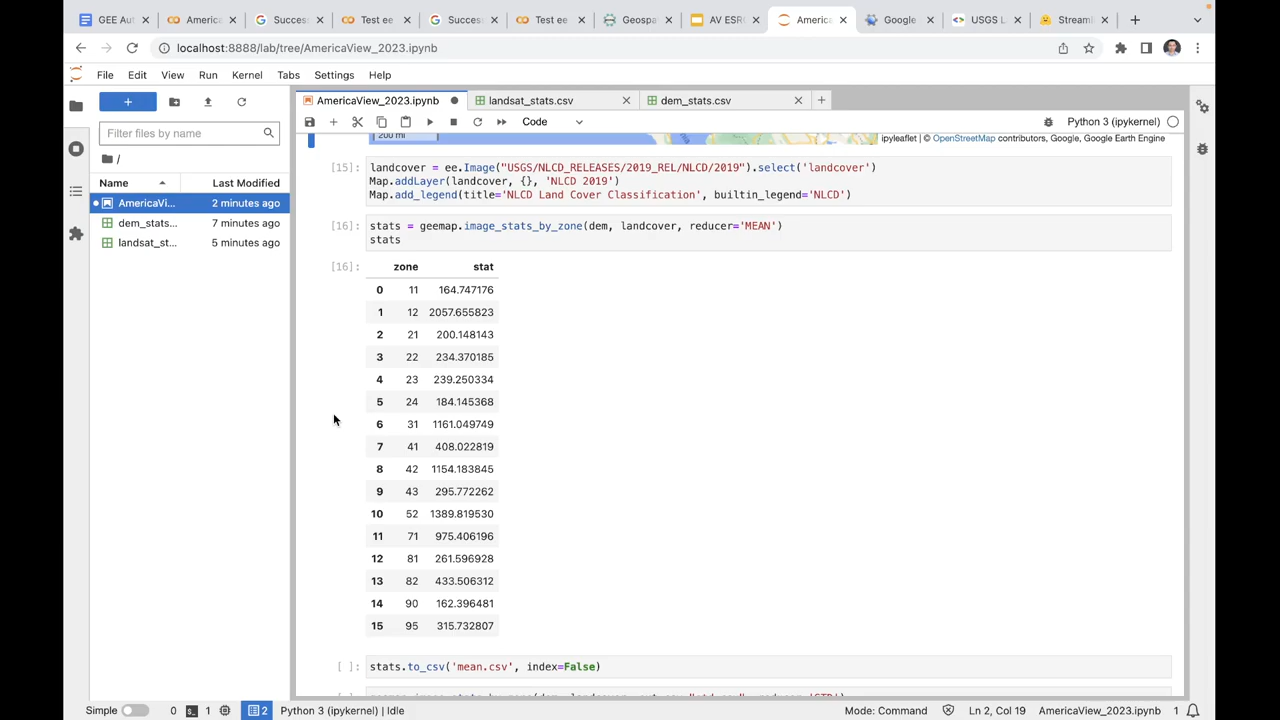 GEE Aut
America
Success
Test ee
Succes
Test ee
Geospa
AV ESR
America
Google
USGS L
Streaml
localhost:8888/lab/tree/AmericaView_2023.ipynb
File Edit View Run Kernel Tabs Settings Help
AmericaView_2023.ipynb
landsat_stats.csv
dem_stats.csv
Code
Python 3 (ipykernel)
Filter files by name
/
Name Last Modified
AmericaVi... 2 minutes ago
dem_stats... 7 minutes ago
landsat_st... 5 minutes ago
200 mi
ipyleaflet | © OpenStreetMap contributors, Google, Google Earth Engine
[15]: landcover = ee.Image("USGS/NLCD_RELEASES/2019_REL/NLCD/2019").select('landcover')
Map.addLayer(landcover, {}, 'NLCD 2019')
Map.add_legend(title='NLCD Land Cover Classification', builtin_legend='NLCD')
[16]: stats = geemap.image_stats_by_zone(dem, landcover, reducer='MEAN')
stats
[16]: zone stat
0 11 164.747176
1 12 2057.655823
2 21 200.148143
3 22 234.370185
4 23 239.250334
5 24 184.145368
6 31 1161.049749
7 41 408.022819
8 42 1154.183845
9 43 295.772262
10 52 1389.819530
11 71 975.406196
12 81 261.596928
13 82 433.506312
14 90 162.396481
15 95 315.732807
[ ]: stats.to_csv('mean.csv', index=False)
Simple 0 1 2 Python 3 (ipykernel) | Idle
Mode: Command Ln 2, Col 19 AmericaView_2023.ipynb 1